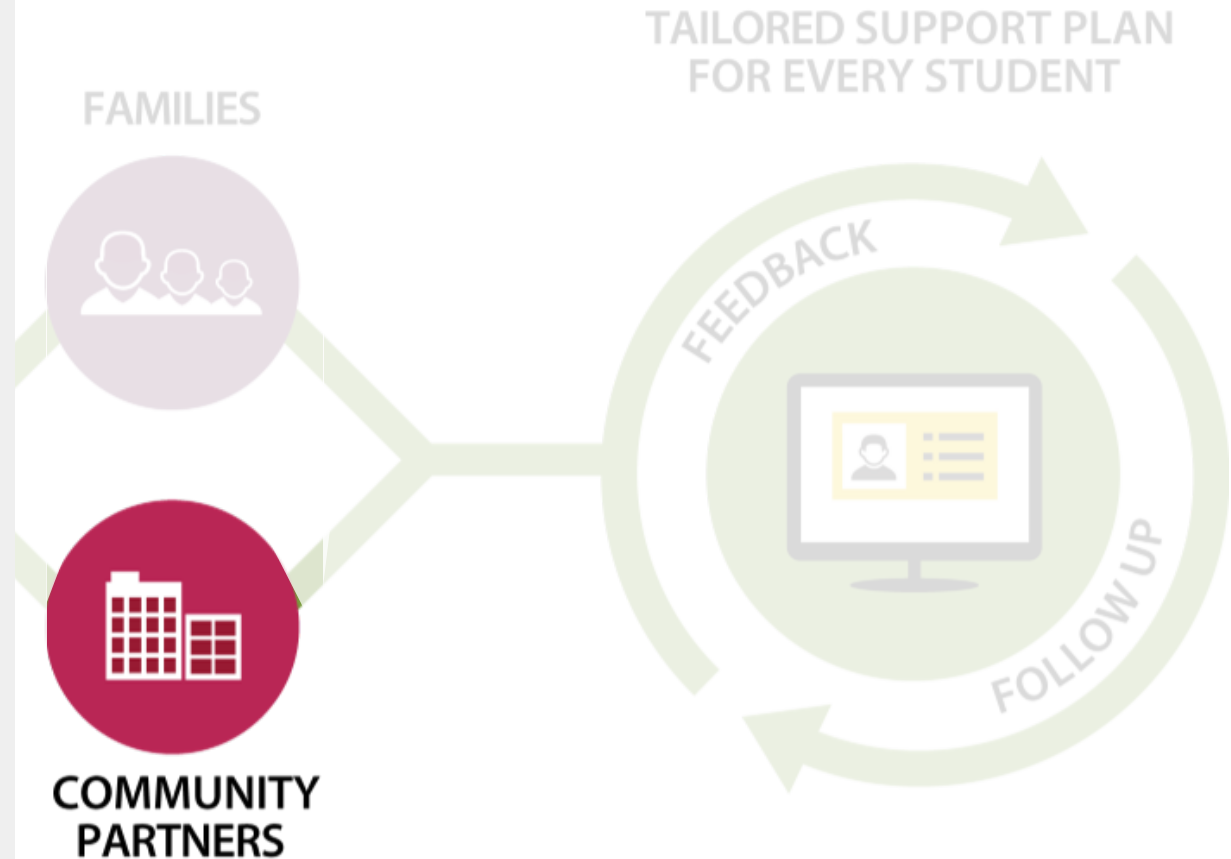 TAILORED SUPPORT PLAN
FOR EVERY STUDENT
FAMILIES
FEEDBACK
FOLLOW UP
COMMUNITY
PARTNERS